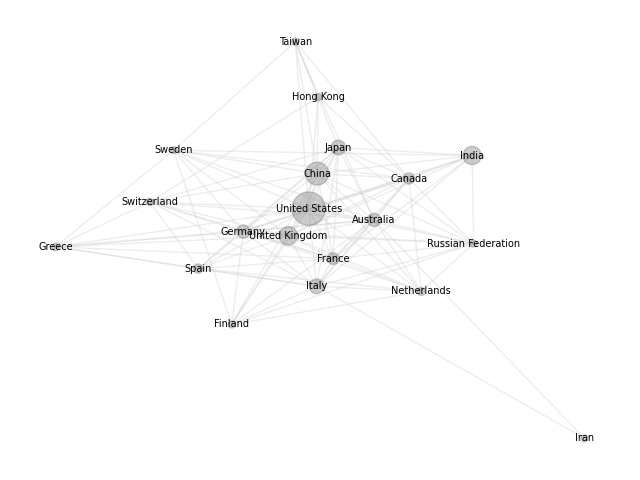 Taiwan
Hong Kong
Japan
Sweden
India
China
Canada
Switzerland
United States
Australia
Germany
United Kingdom
Russian Federation
Greece
France
Spain
Italy
Netherlands
Finland
Iran